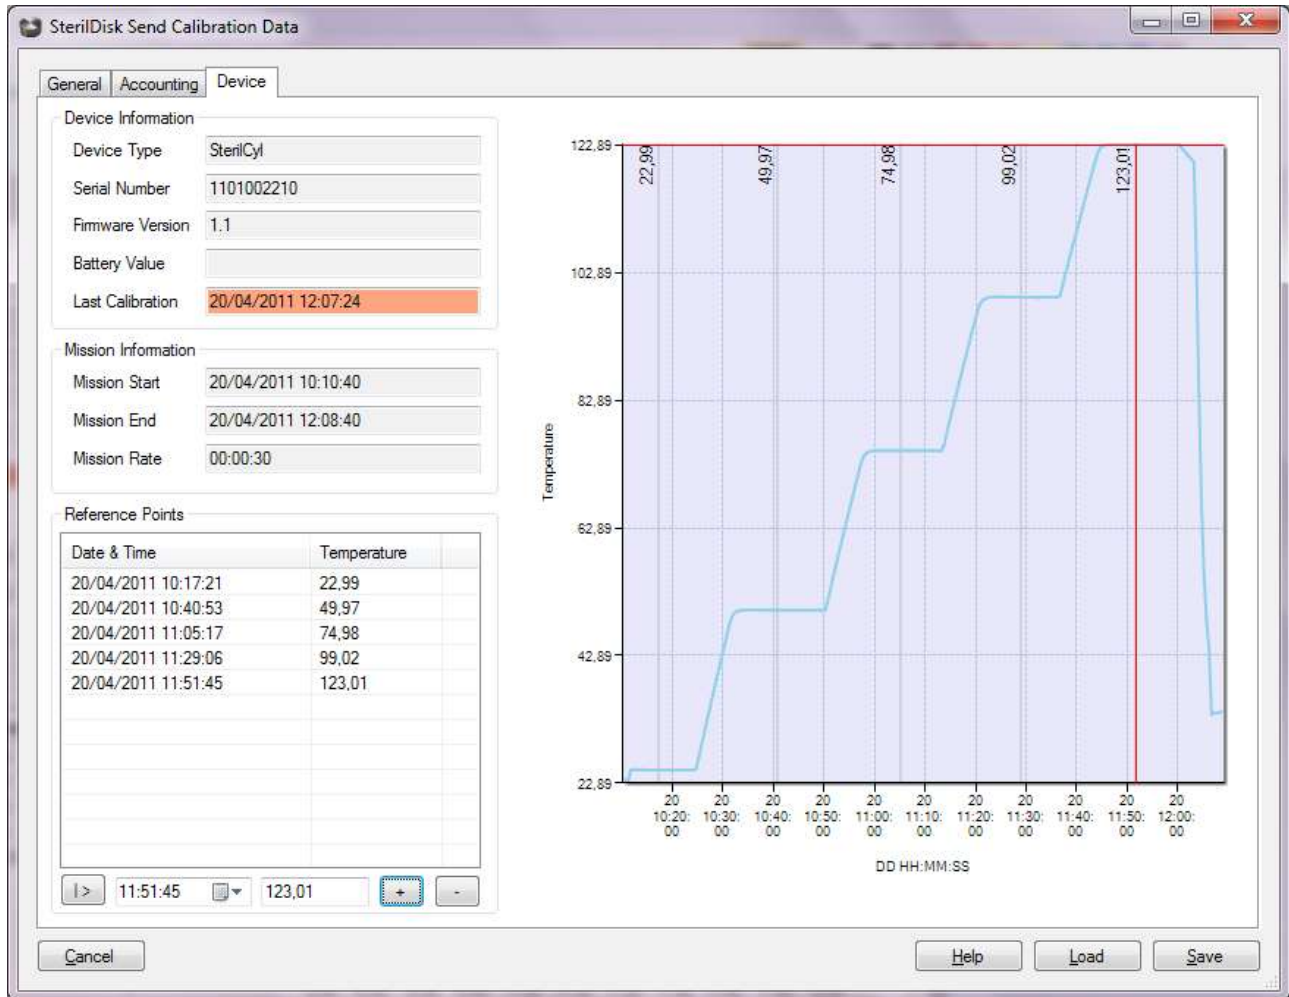 SterilDisk Send Calibration Data
General Accounting Device
Device Information
Device Type SterilCyl
Serial Number 1101002210
Firmware Version 1.1
Battery Value
Last Calibration 20/04/2011 12:07:24
Mission Information
Mission Start 20/04/2011 10:10:40
Mission End 20/04/2011 12:08:40
Mission Rate 00:00:30
Reference Points
Date & Time Temperature
20/04/2011 10:17:21 22,99
20/04/2011 10:40:53 49,97
20/04/2011 11:05:17 74,98
20/04/2011 11:29:06 99,02
20/04/2011 11:51:45 123,01
|> 11:51:45 123,01 + -
122,89
102,89
82,89
62,89
42,89
22,89
Temperature
22,99 49,97 74,98 99,02 123,01
20 20 20 20 20 20 20 20 20 20 20
10:20: 10:30: 10:40: 10:50: 11:00: 11:10: 11:20: 11:30: 11:40: 11:50: 12:00:
00 00 00 00 00 00 00 00 00 00 00
DD HH:MM:SS
Cancel Help Load Save